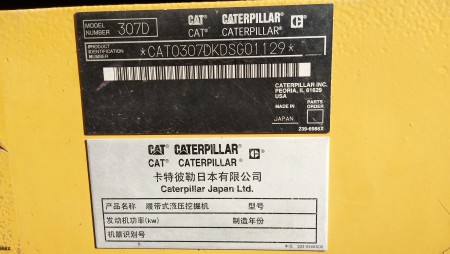 MODEL NUMBER 307D CAT CATERPILLAR C
CAT CATERPILLAR C
PRODUCT IDENTIFICATION NUMBER *CAT0307DKDSG01129*
CATERPILLAR INC.
PEORIA, IL 61629
USA
MADE IN JAPAN
PARTS ORDER
CAT CATERPILLAR C
CAT CATERPILLAR C
卡特彼勒日本有限公司
Caterpillar Japan Ltd.
产品名称 履带式液压挖掘机 型号
发动机功率(kw) 制造年份
机器识别号